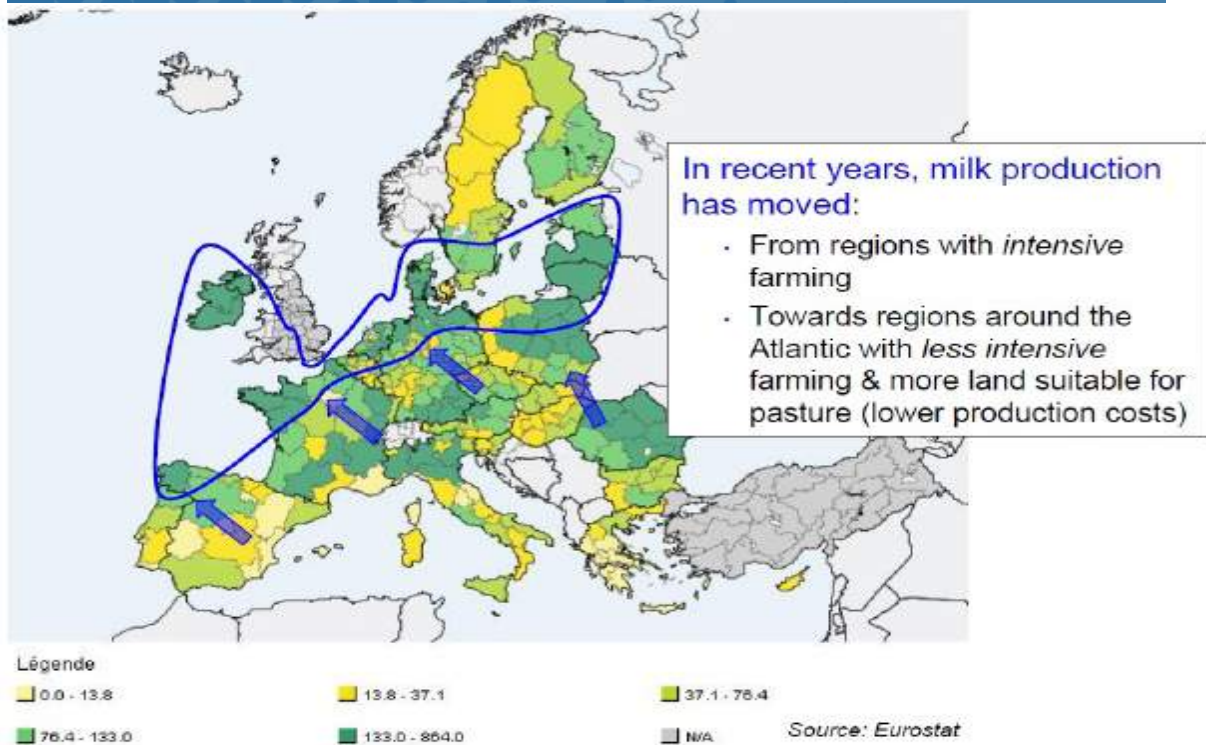 In recent years, milk production
has moved:
· From regions with intensive
farming
· Towards regions around the
Atlantic with less intensive
farming & more land suitable for
pasture (lower production costs)
Légende
0.0 - 13.8
13.8 - 37.1
37.1 - 76.4
76.4 - 133.0
133.0 - 864.0
N/A
Source: Eurostat